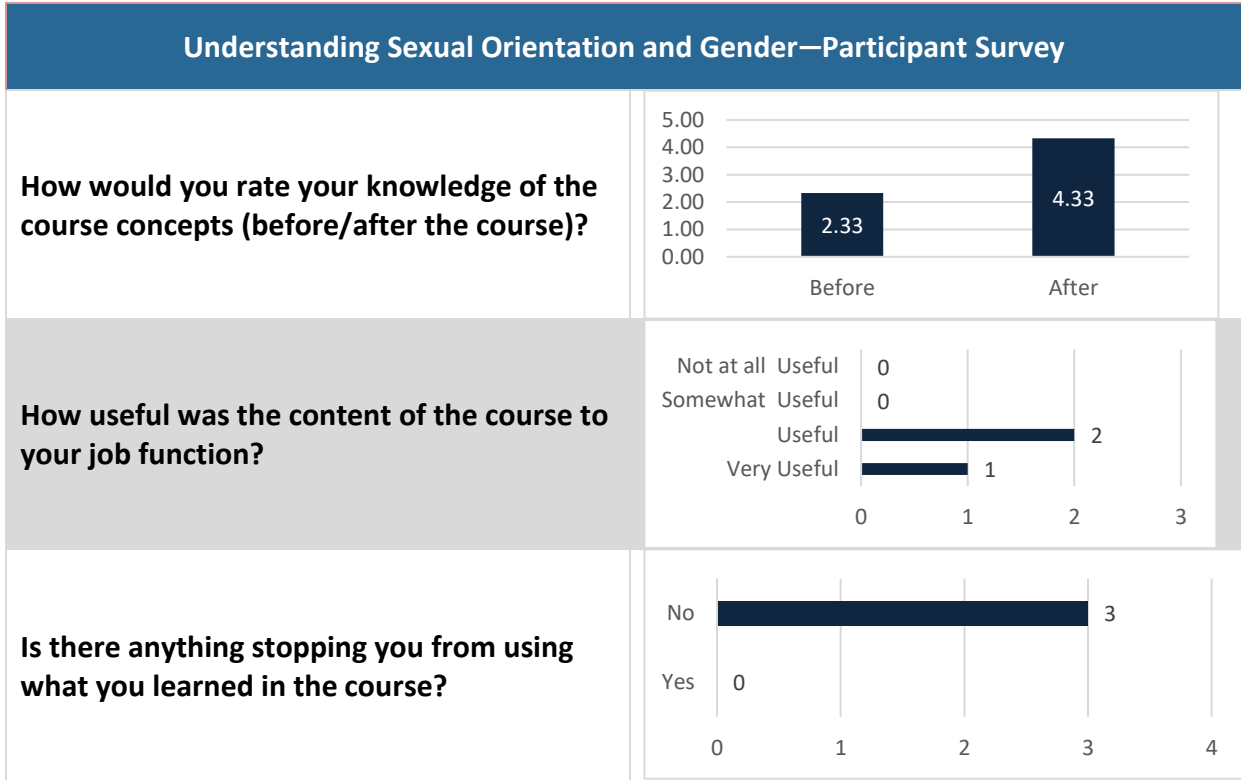 Understanding Sexual Orientation and Gender—Participant Survey
How would you rate your knowledge of the
course concepts (before/after the course)?
5.00
4.00
3.00
2.00
1.00
0.00
2.33
4.33
Before
After
How useful was the content of the course to
your job function?
Not at all Useful
0
Somewhat Useful
0
Useful
2
Very Useful
1
0 1 2 3
Is there anything stopping you from using
what you learned in the course?
No
3
Yes
0
0 1 2 3 4